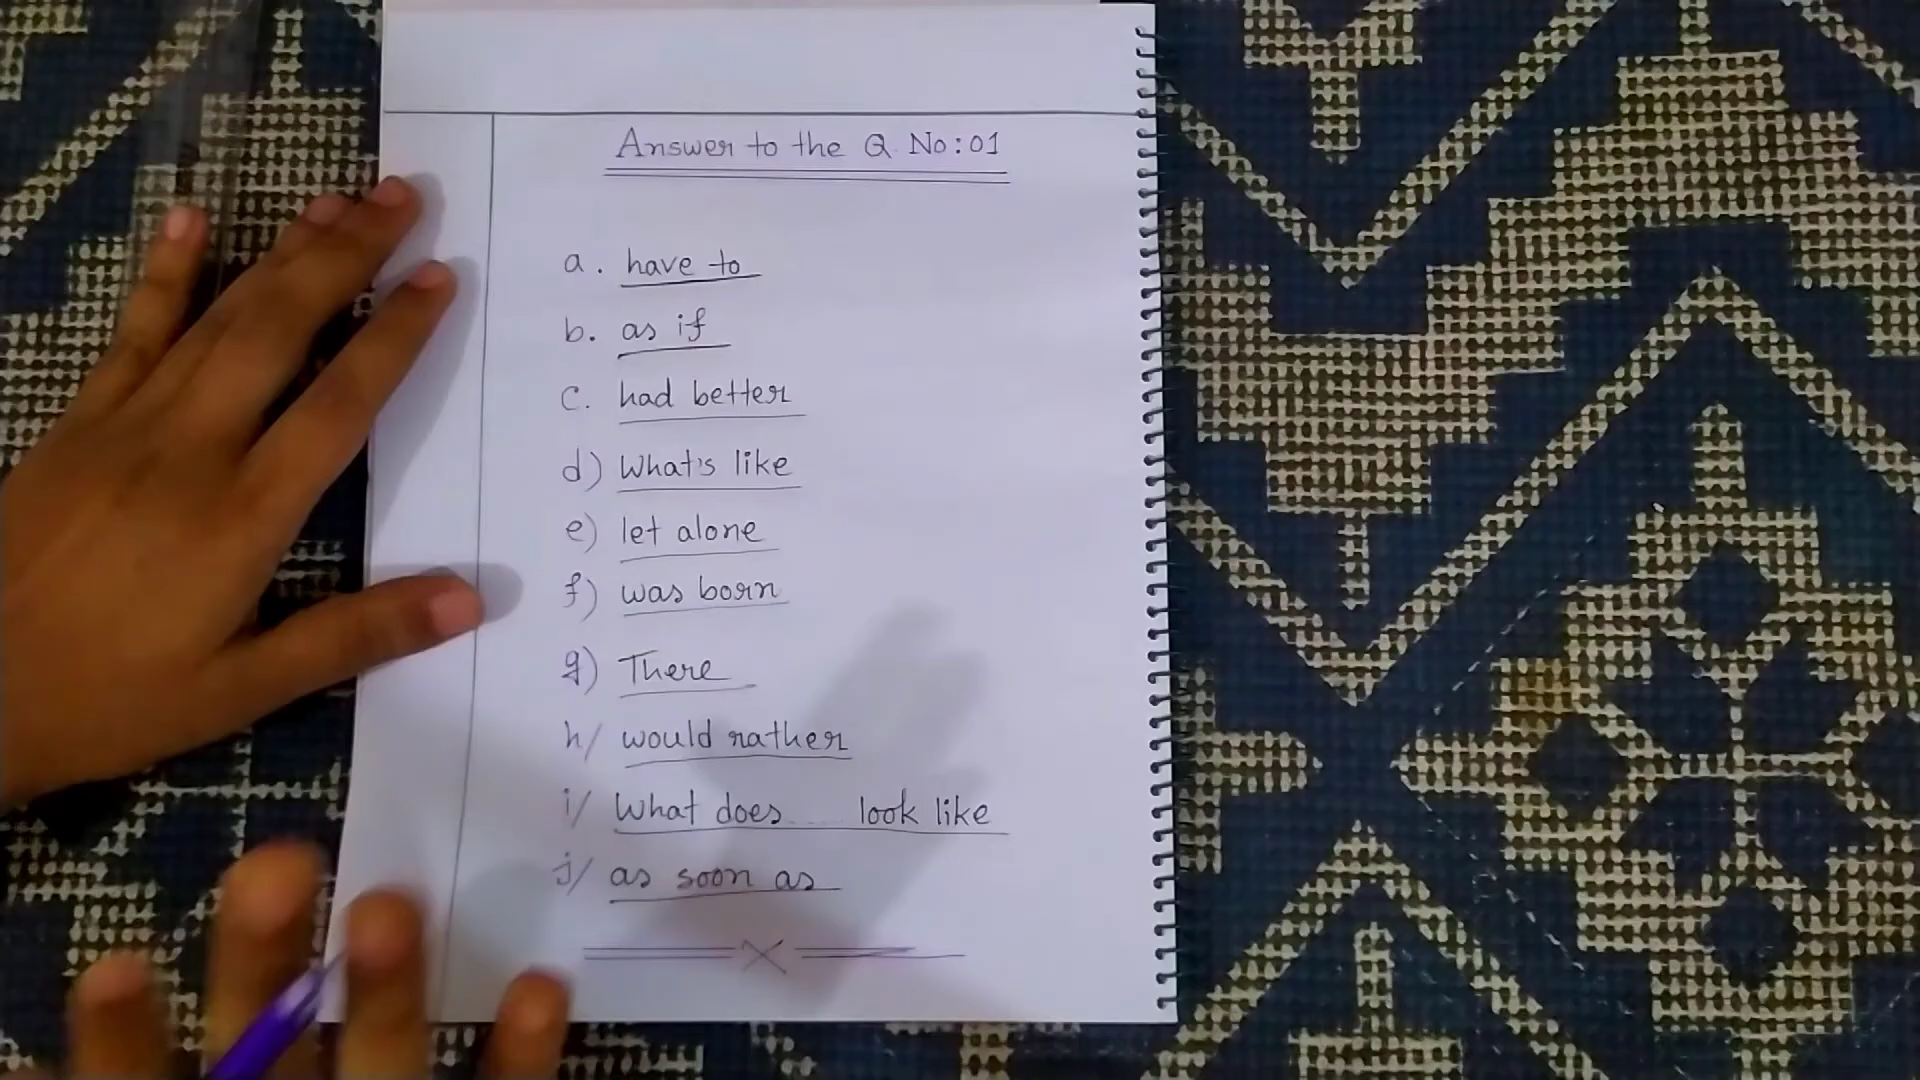 Answer to the Q. No:01
a. have to
b. as if
c. had better
d) What's like
e) let alone
f) was born
g) There
h/ would rather
i/ What does.....look like
j/ as soon as